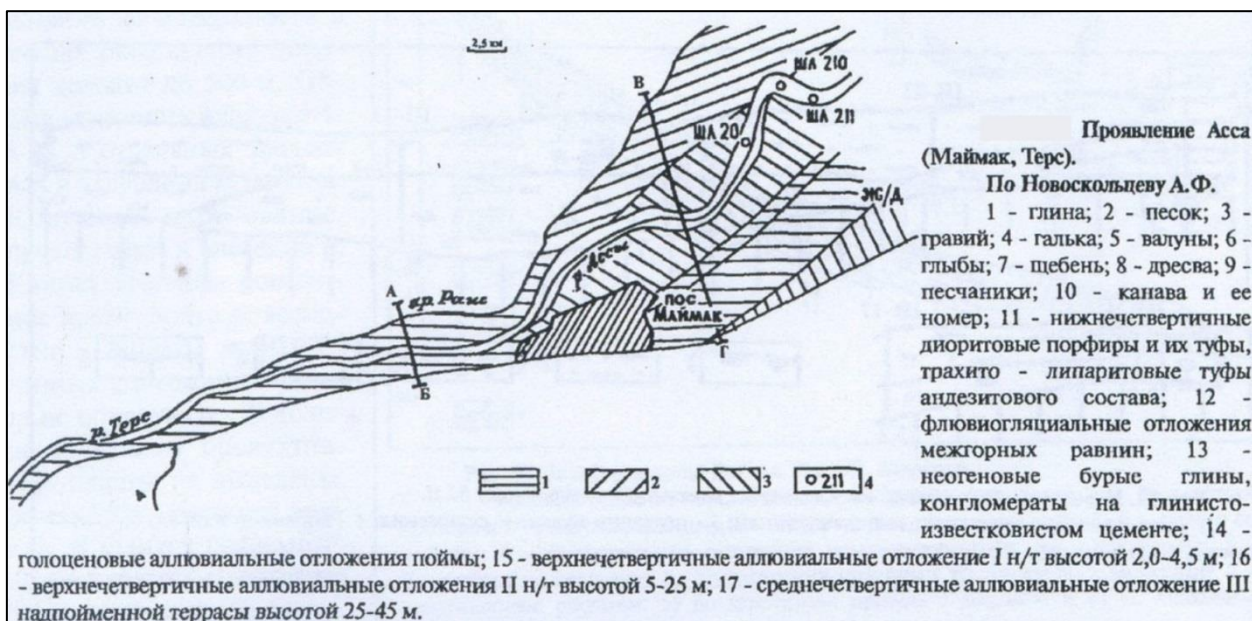 2,5 км
В
ША 210
ША 20
ША 211
ж/д
р. Асса
А
ур Ранг
пос.
Маймак
Г
Б
р. Терс
1 2 3 211 4
Проявление Асса
(Маймак, Терс).
По Новоскольцеву А.Ф.
1 - глина; 2 - песок; 3 -
гравий; 4 - галька; 5 - валуны; 6 -
глыбы; 7 - щебень; 8 - дресва; 9 -
песчаники; 10 - канава и ее
номер; 11 - нижнечетвертичные
диоритовые порфиры и их туфы,
трахито - липаритовые туфы
андезитового состава; 12 -
флювиогляциальные отложения
межгорных равнин; 13 -
неогеновые бурые глины,
конгломераты на глинисто-
известковистом цементе; 14 -
голоценовые аллювиальные отложения поймы; 15 - верхнечетвертичные аллювиальные отложение I н/т высотой 2,0-4,5 м; 16
- верхнечетвертичные аллювиальные отложения II н/т высотой 5-25 м; 17 - среднечетвертичные аллювиальные отложение III
надпойменной террасы высотой 25-45 м.